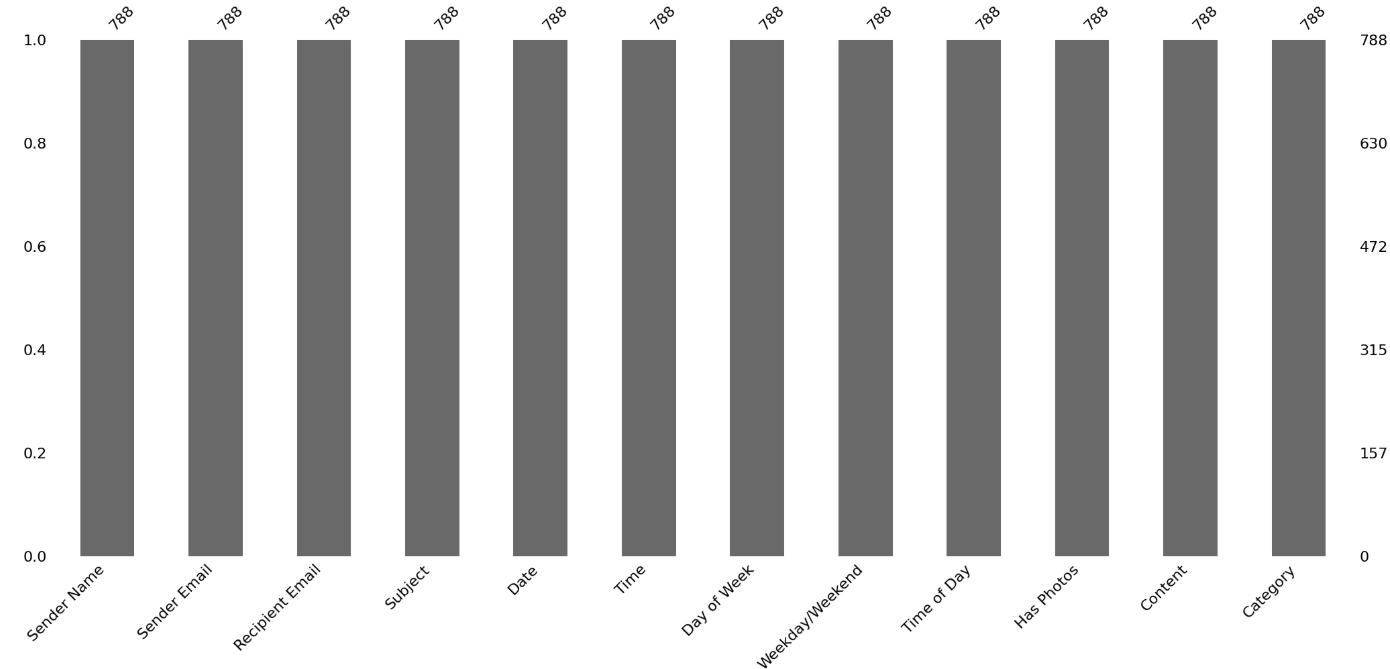 788 788 788 788 788 788 788 788 788 788 788 788
1.0 788
0.8 630
0.6 472
0.4 315
0.2 157
0.0 0
Sender Name
Sender Email
Recipient Email
Subject
Date
Time
Day of Week
Weekday/Weekend
Time of Day
Has Photos
Content
Category